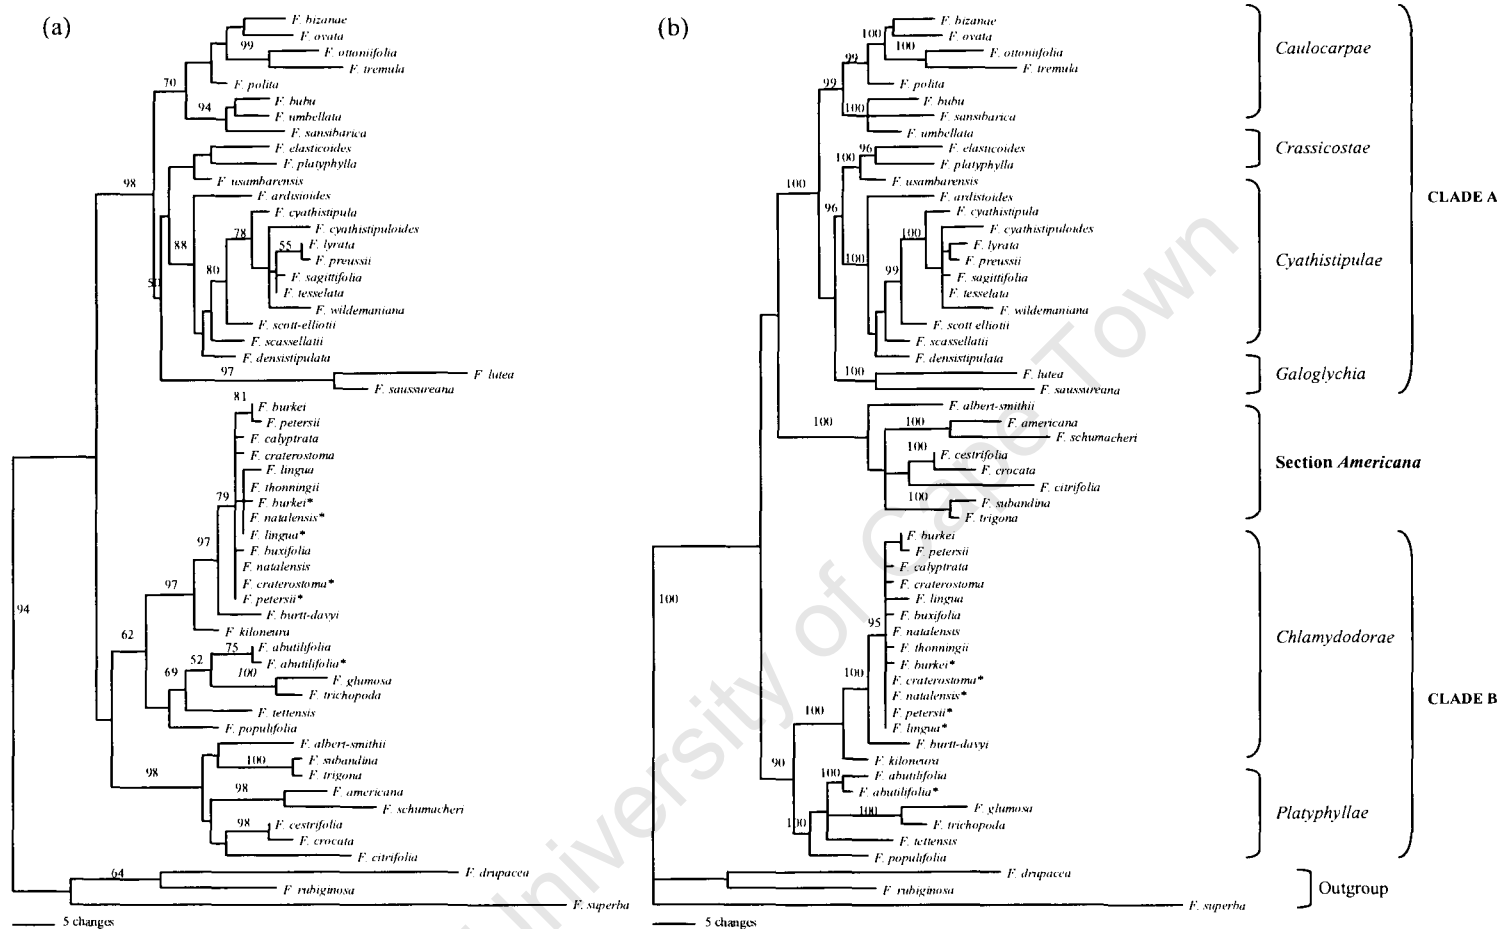 (a)
F. bizanae
F. ovata
99
F. ottoniifolia
F. tremula
70
F. polita
94
F. bubu
F. umbellata
F. sansibarica
F. elasticoides
F. platyphylla
98
F. usambarensis
F. ardisioides
F. cyathistipula
78
F. cyathistipuloides
88
55
F. lyrata
F. preussii
80
F. sagittifolia
50
F. tesselata
F. wildemaniana
F. scott-elliotii
F. scassellatii
F. densistipulata
97
F. lutea
F. saussureana
81
F. burkei
F. petersii
F. calyptrata
F. craterostoma
F. lingua
F. thonningii
79
F. burkei*
F. natalensis*
F. lingua*
97
F. buxifolia
F. natalensis
97
F. craterostoma*
F. petersii*
94
F. burtt-davyi
62
F. kiloneura
75
F. abutilifolia
52
F. abutilifolia*
69
100
F. glumosa
F. trichopoda
F. tettensis
F. populifolia
F. albert-smithii
98
100
F. subandina
F. trigona
98
F. americana
F. schumacheri
98
F. cestrifolia
F. crocata
F. citrifolia
64
F. drupacea
F. rubiginosa
F. superba
5 changes
(b)
100
F. bizanae
F. ovata
100
F. ottoniifolia
99
F. tremula
99
F. polita
100
F. bubu
F. sansibarica
F. umbellata
96
F. elasticoides
100
F. platyphylla
100
F. usambarensis
F. ardisioides
96
F. cyathistipula
100
F. cyathistipuloides
F. lyrata
100
F. preussii
99
F. sagittifolia
F. tesselata
F. wildemaniana
F. scott elliotii
F. scassellatii
F. densistipulata
100
F. lutea
F. saussureana
F. albert-smithii
100
100
F. americana
F. schumacheri
100
F. cestrifolia
F. crocata
F. citrifolia
100
F. subandina
F. trigona
F. burkei
F. petersii
F. calyptrata
100
F. craterostoma
F. lingua
F. buxifolia
95
F. natalensis
F. thonningii
F. burkei*
100
F. craterostoma*
F. natalensis*
100
F. petersii*
F. lingua*
F. burtt-davyi
90
F. kiloneura
100
F. abutilifolia
F. abutilifolia*
100
F. glumosa
100
F. trichopoda
F. tettensis
F. populifolia
F. drupacea
F. rubiginosa
F. superba
5 changes
Caulocarpae
Crassicostae
Cyathistipulae
Galoglychia
CLADE A
Section Americana
Chlamydodorae
Platyphyllae
CLADE B
Outgroup
University of Cape Town